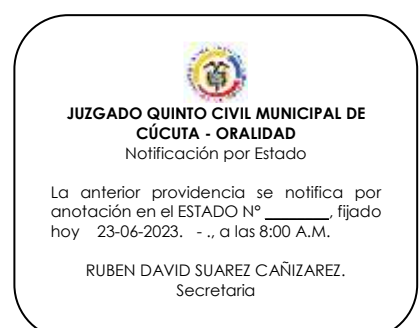 JUZGADO QUINTO CIVIL MUNICIPAL DE
CÚCUTA - ORALIDAD
Notificación por Estado
La anterior providencia se notifica por
anotación en el ESTADO N° ________, fijado
hoy 23-06-2023. - ., a las 8:00 A.M.
RUBEN DAVID SUAREZ CAÑIZAREZ.
Secretaria